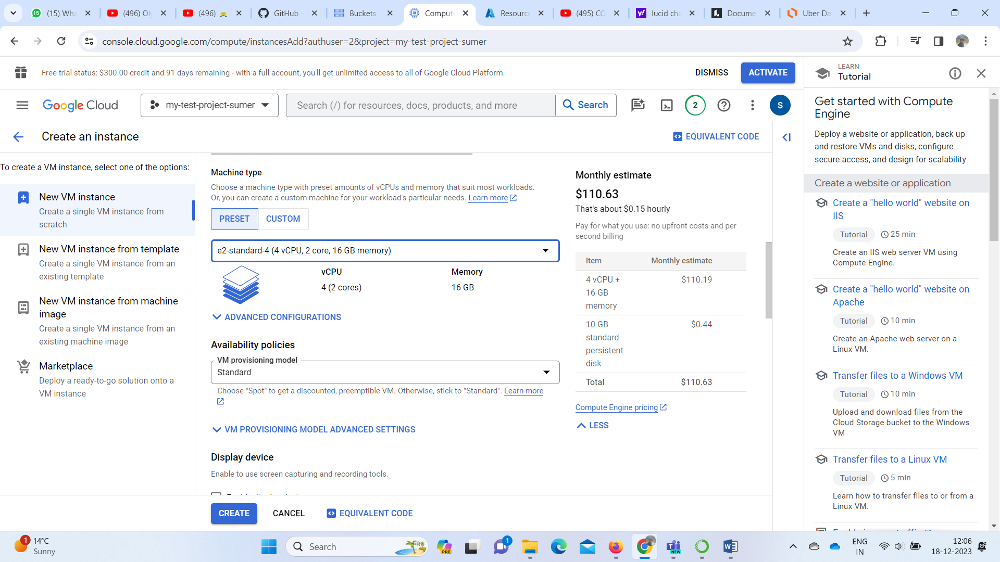 (15) Wha
(496) Ol
(496)
GitHub -
Buckets
Compute
Resource
(495) CO
lucid cha
Docume
Uber Da
console.cloud.google.com/compute/instancesAdd?authuser=2&project=my-test-project-sumer
Free trial status: $300.00 credit and 91 days remaining - with a full account, you'll get unlimited access to all of Google Cloud Platform.
DISMISS
ACTIVATE
Google Cloud
my-test-project-sumer
Search (/) for resources, docs, products, and more
Search
2
S
Create an instance
EQUIVALENT CODE
To create a VM instance, select one of the options:
New VM instance
Create a single VM instance from
scratch
New VM instance from template
Create a single VM instance from an
existing template
New VM instance from machine
image
Create a single VM instance from an
existing machine image
Marketplace
Deploy a ready-to-go solution onto a
VM instance
Machine type
Choose a machine type with preset amounts of vCPUs and memory that suit most workloads.
Or, you can create a custom machine for your workload's particular needs. Learn more
PRESET
CUSTOM
e2-standard-4 (4 vCPU, 2 core, 16 GB memory)
vCPU
4 (2 cores)
Memory
16 GB
ADVANCED CONFIGURATIONS
Availability policies
VM provisioning model
Standard
Choose "Spot" to get a discounted, preemptible VM. Otherwise, stick to "Standard". Learn more
VM PROVISIONING MODEL ADVANCED SETTINGS
Display device
Enable to use screen capturing and recording tools.
CREATE
CANCEL
EQUIVALENT CODE
Monthly estimate
$110.63
That's about $0.15 hourly
Pay for what you use: no upfront costs and per
second billing
Item Monthly estimate
4 vCPU + $110.19
16 GB
memory
10 GB $0.44
standard
persistent
disk
Total $110.63
Compute Engine pricing
LESS
LEARN
Tutorial
Get started with Compute
Engine
Deploy a website or application, back up
and restore VMs and disks, configure
secure access, and design for scalability
Create a website or application
Create a "hello world" website on
IIS
Tutorial 25 min
Create an IIS web server VM using
Compute Engine.
Create a "hello world" website on
Apache
Tutorial 10 min
Create an Apache web server on a
Linux VM.
Transfer files to a Windows VM
Tutorial 10 min
Upload and download files from the
Cloud Storage bucket to the Windows
VM
Transfer files to a Linux VM
Tutorial 5 min
Learn how to transfer files to or from a
Linux VM.
1
14°C
Sunny
Search
PRE
1
NEW
ENG
IN
12:06
18-12-2023